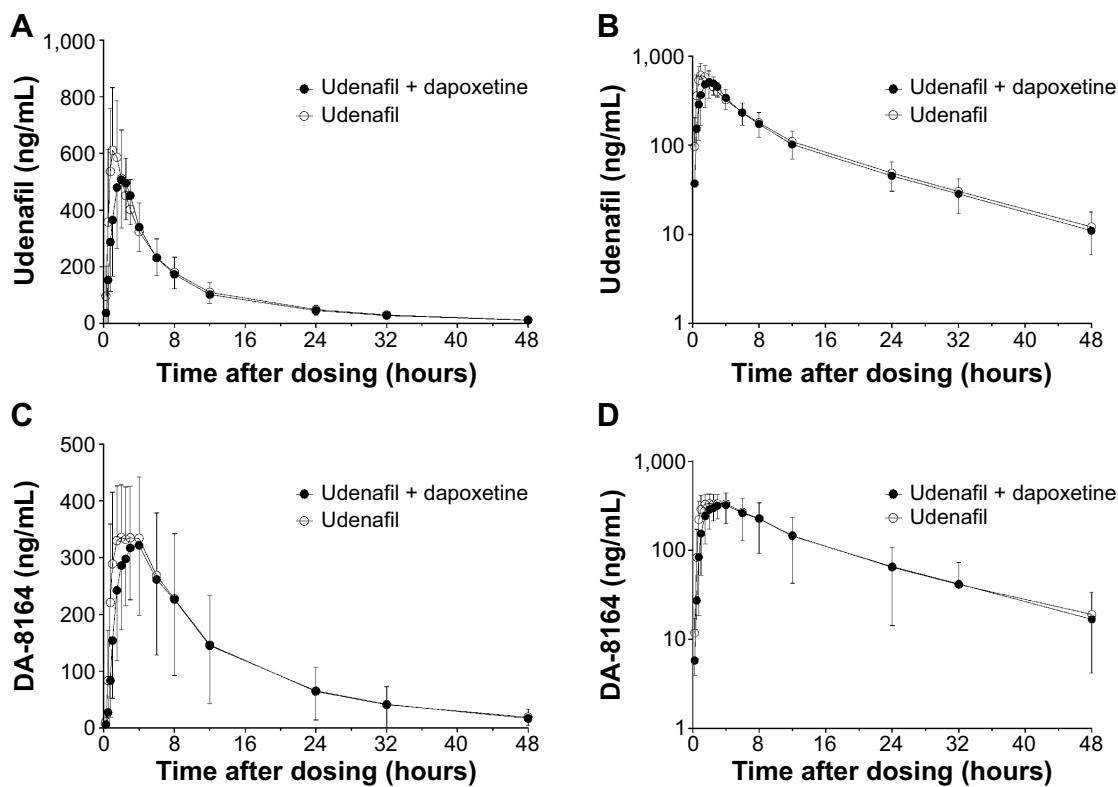 A
Udenafil (ng/mL)
1,000
800
600
400
200
0
Udenafil + dapoxetine
Udenafil
0 8 16 24 32 40 48
Time after dosing (hours)
B
Udenafil (ng/mL)
1,000
100
10
1
Udenafil + dapoxetine
Udenafil
0 8 16 24 32 40 48
Time after dosing (hours)
C
DA-8164 (ng/mL)
500
400
300
200
100
0
Udenafil + dapoxetine
Udenafil
0 8 16 24 32 40 48
Time after dosing (hours)
D
DA-8164 (ng/mL)
1,000
100
10
1
Udenafil + dapoxetine
Udenafil
0 8 16 24 32 40 48
Time after dosing (hours)